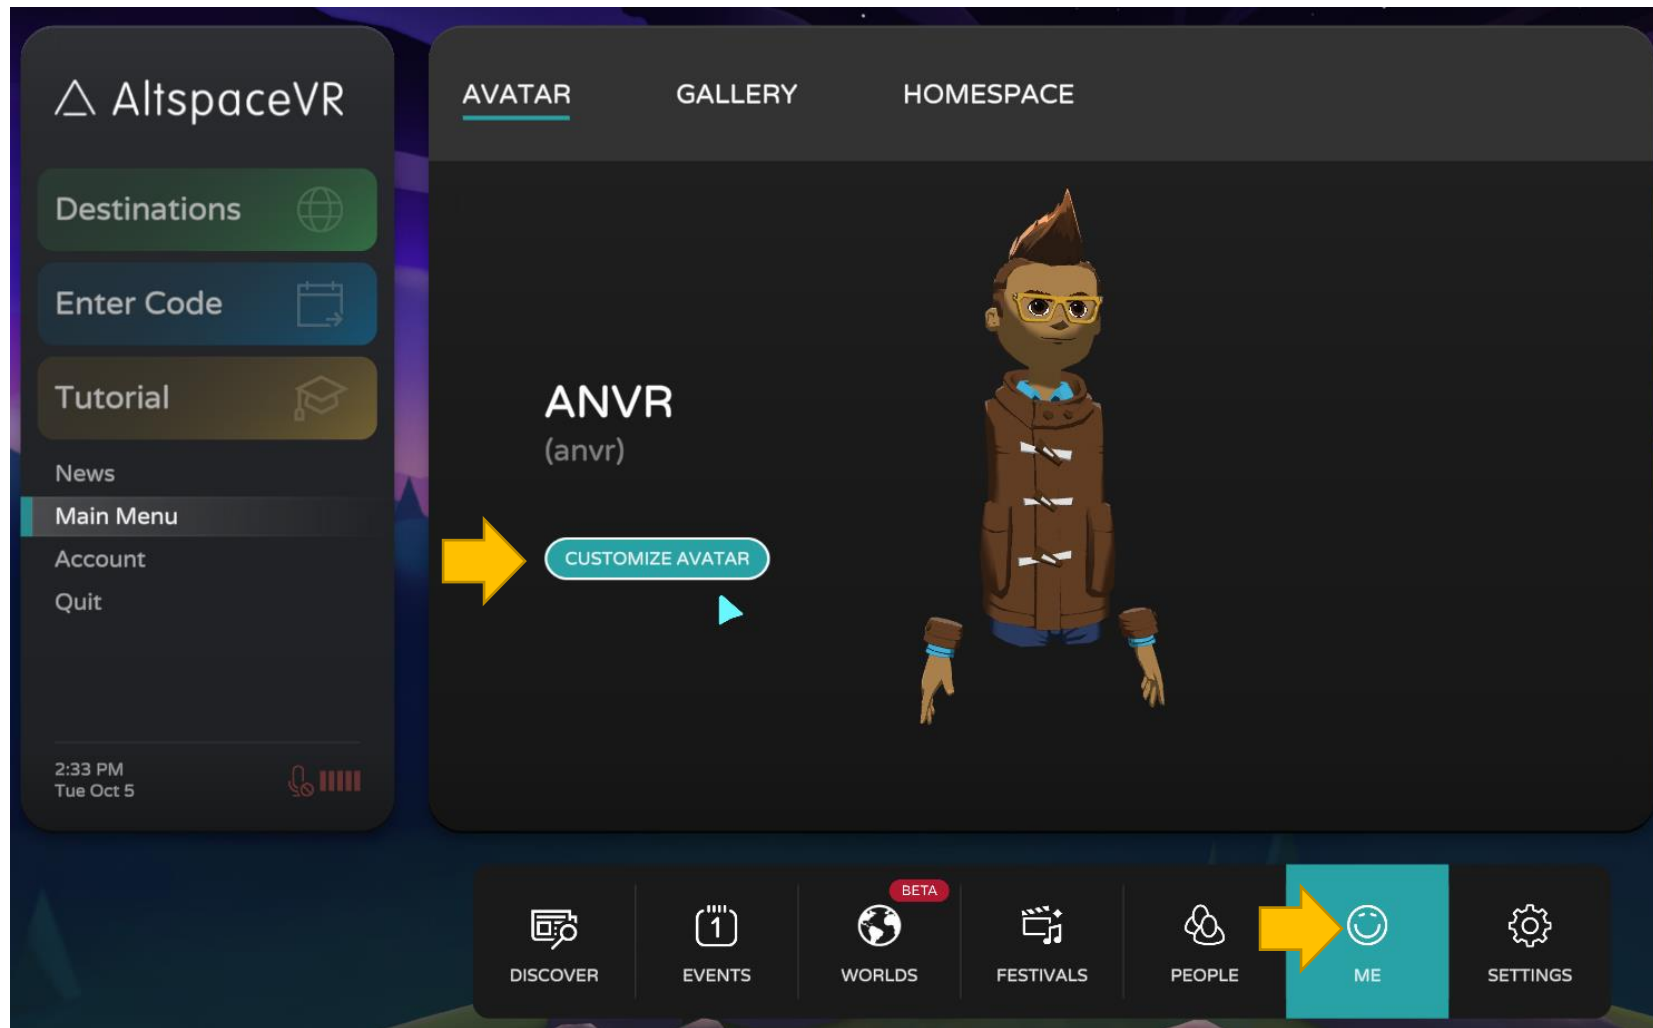 AltspaceVR
Destinations
Enter Code
Tutorial
News
Main Menu
Account
Quit
2:33 PM
Tue Oct 5
AVATAR GALLERY HOMESPACE
ANVR
(anvr)
CUSTOMIZE AVATAR
BETA
1
DISCOVER EVENTS WORLDS FESTIVALS PEOPLE ME SETTINGS